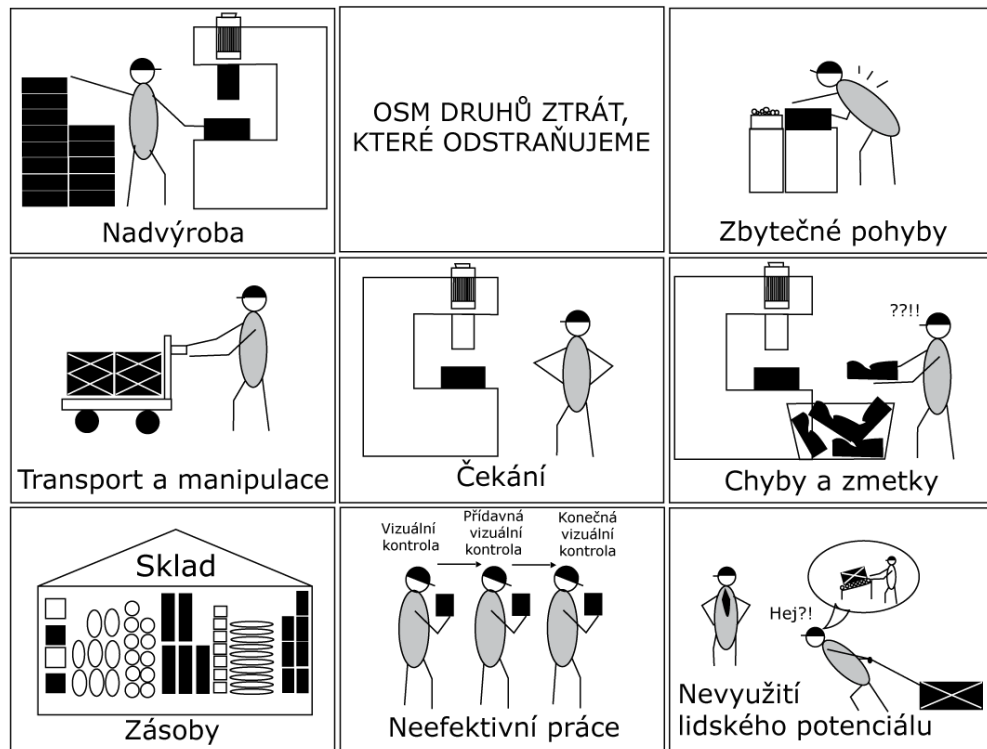 Nadvýroba
OSM DRUHŮ ZTRÁT,
KTERÉ ODSTRAŇUJEME
Zbytečné pohyby
Transport a manipulace
Čekání
??!!
Chyby a zmetky
Sklad
Zásoby
Vizuální
kontrola
Přídavná
vizuální
kontrola
Konečná
vizuální
kontrola
Neefektivní práce
Hej?!
Nevyužití
lidského potenciálu